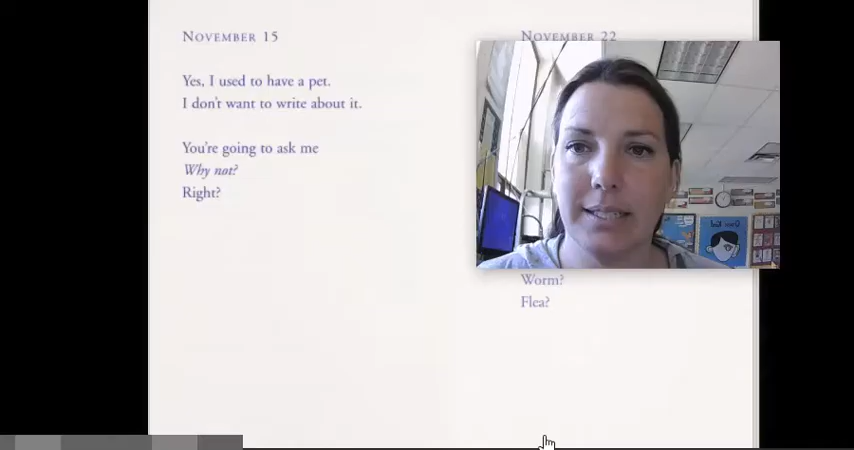 NOVEMBER 15
Yes, I used to have a pet.
I don't want to write about it.
You're going to ask me
Why not?
Right?
NOVEMBER 22
Worm?
Flea?